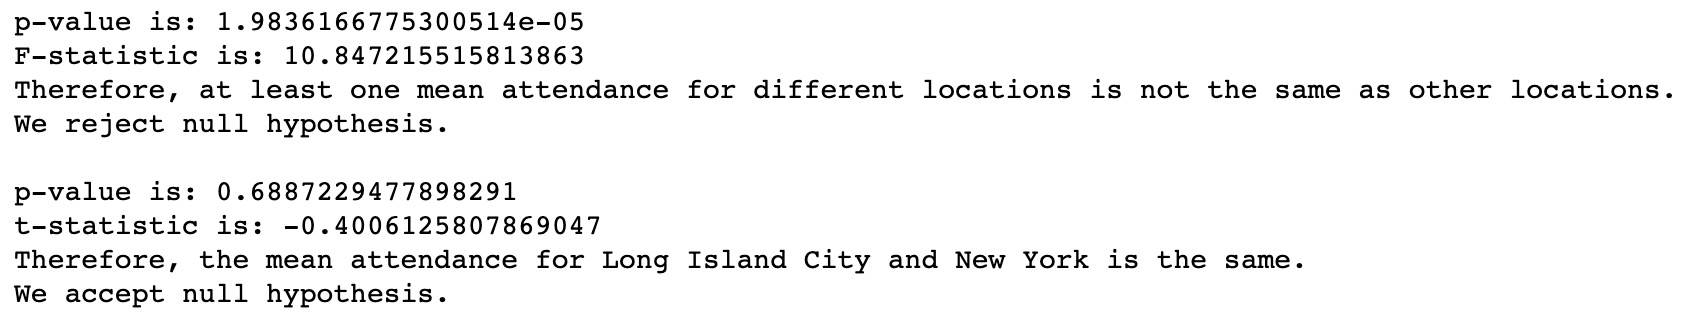 p-value is: 1.9836166775300514e-05
F-statistic is: 10.847215515813863
Therefore, at least one mean attendance for different locations is not the same as other locations.
We reject null hypothesis.
p-value is: 0.6887229477898291
t-statistic is: -0.4006125807869047
Therefore, the mean attendance for Long Island City and New York is the same.
We accept null hypothesis.